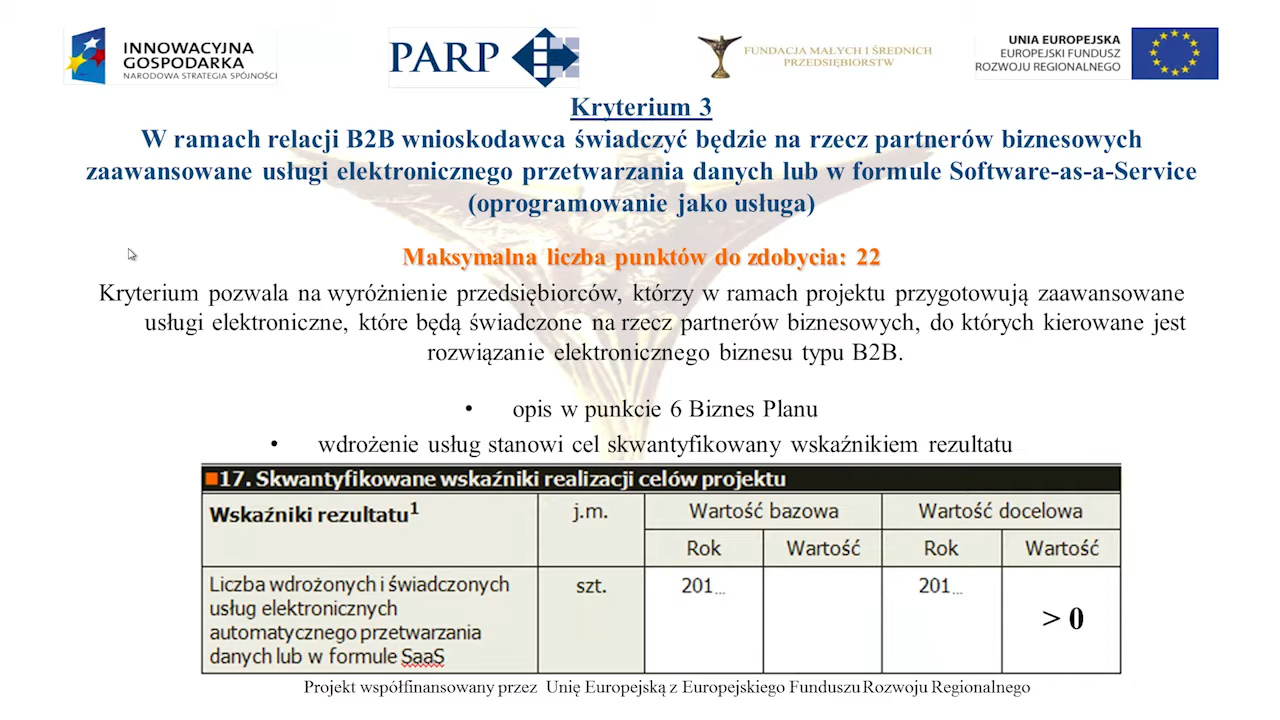 INNOWACYJNA
GOSPODARKA
NARODOWA STRATEGIA SPÓJNOŚCI
PARP
FUNDACJA MAŁYCH I ŚREDNICH
PRZEDSIĘBIORSTW
UNIA EUROPEJSKA
EUROPEJSKI FUNDUSZ
ROZWOJU REGIONALNEGO
Kryterium 3
W ramach relacji B2B wnioskodawca świadczyć będzie na rzecz partnerów biznesowych
zaawansowane usługi elektronicznego przetwarzania danych lub w formule Software-as-a-Service
(oprogramowanie jako usługa)
Maksymalna liczba punktów do zdobycia: 22
Kryterium pozwala na wyróżnienie przedsiębiorców, którzy w ramach projektu przygotowują zaawansowane
usługi elektroniczne, które będą świadczone na rzecz partnerów biznesowych, do których kierowane jest
rozwiązanie elektronicznego biznesu typu B2B.
• opis w punkcie 6 Biznes Planu
• wdrożenie usług stanowi cel skwantyfikowany wskaźnikiem rezultatu
17. Skwantyfikowane wskaźniki realizacji celów projektu
Wskaźniki rezultatu1 j.m. Wartość bazowa Wartość docelowa
Rok Wartość Rok Wartość
Liczba wdrożonych i świadczonych szt. 201... 201...
usług elektronicznych
automatycznego przetwarzania > 0
danych lub w formule SaaS
Projekt współfinansowany przez Unię Europejską z Europejskiego Funduszu Rozwoju Regionalnego